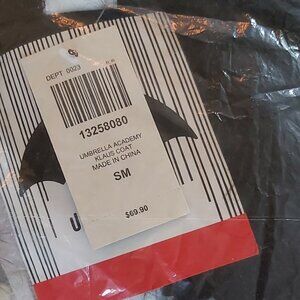 DEPT 0023
13258080
UMBRELLA ACADEMY
KLAUS COAT
MADE IN CHINA
SM
$69.90
U